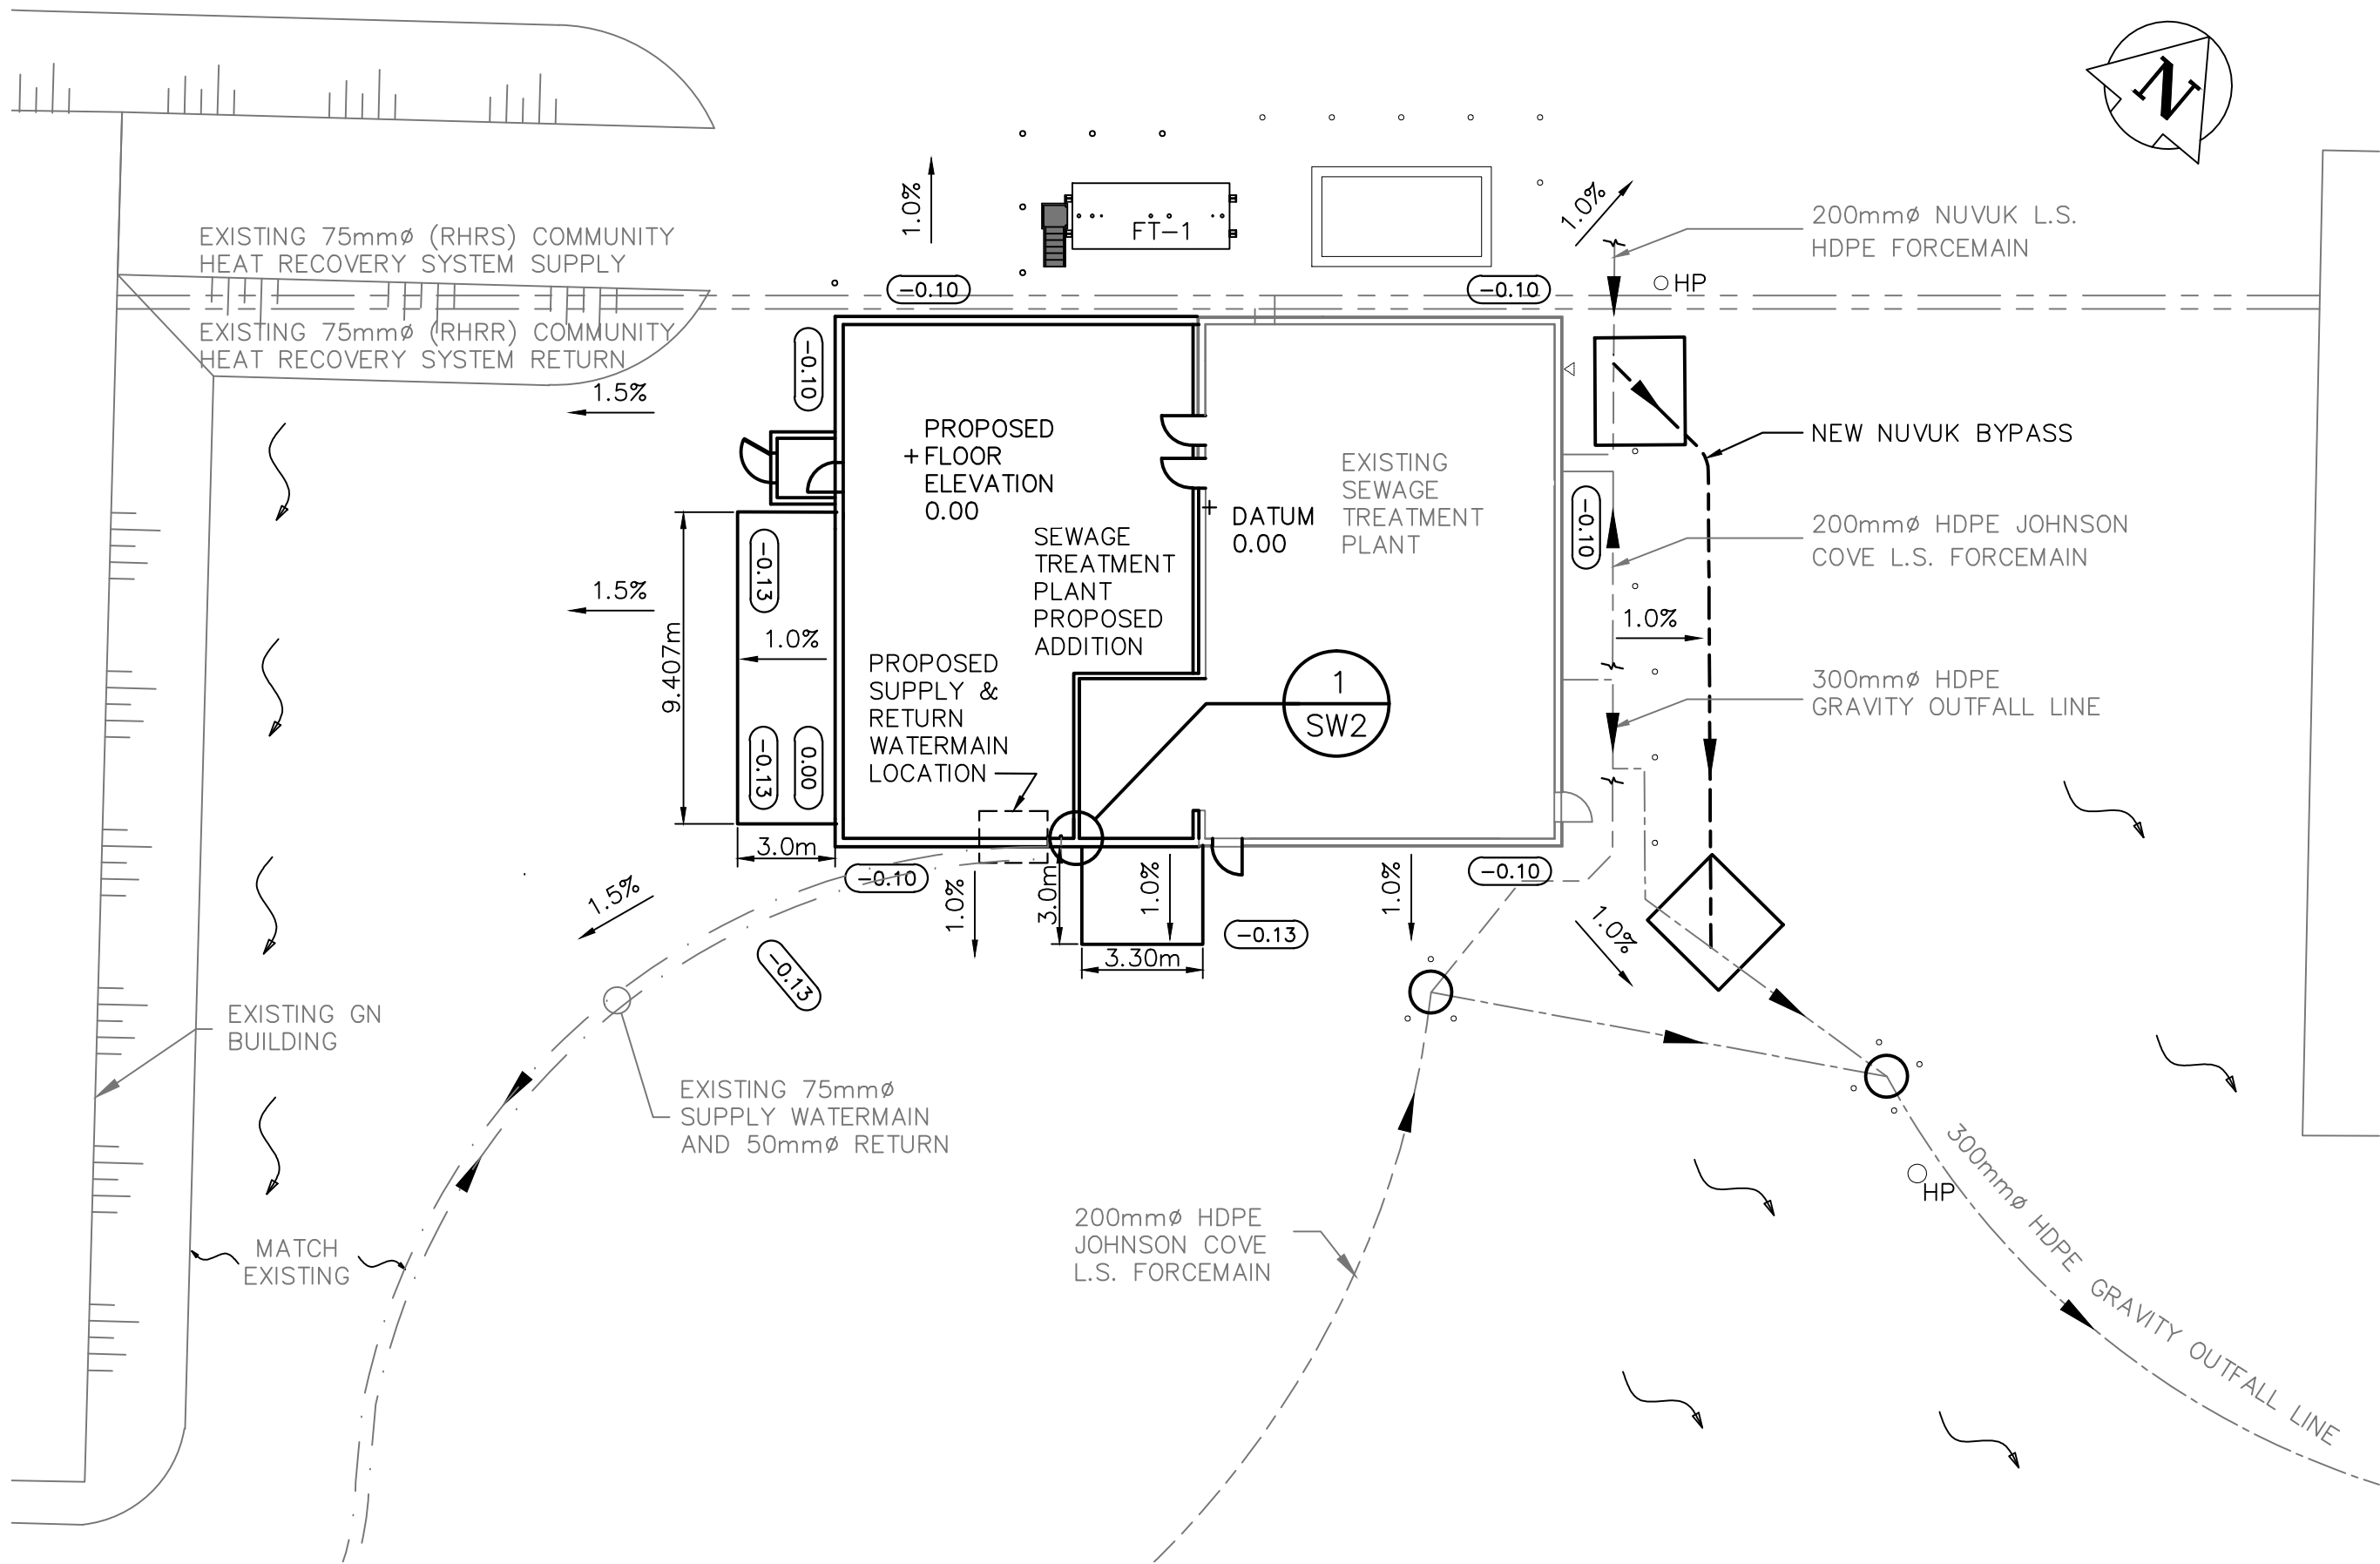 N
EXISTING 75mmø (RHRS) COMMUNITY
HEAT RECOVERY SYSTEM SUPPLY
EXISTING 75mmø (RHRR) COMMUNITY
HEAT RECOVERY SYSTEM RETURN
1.0%
FT-1
1.0%
200mmø NUVUK L.S.
HDPE FORCEMAIN
HP
-0.10
-0.10
-0.10
1.5%
PROPOSED
FLOOR
ELEVATION
0.00
NEW NUVUK BYPASS
EXISTING
SEWAGE
TREATMENT
PLANT
DATUM
0.00
-0.10
200mmø HDPE JOHNSON
COVE L.S. FORCEMAIN
SEWAGE
TREATMENT
PLANT
PROPOSED
ADDITION
-0.13
1.5%
1.0%
1.0%
9.407m
PROPOSED
SUPPLY &
RETURN
WATERMAIN
LOCATION
1
SW2
300mmø HDPE
GRAVITY OUTFALL LINE
-0.13
0.00
3.0m
-0.10
1.0%
3.0m
1.0%
1.0%
-0.10
1.5%
-0.13
3.30m
-0.13
1.0%
EXISTING GN
BUILDING
EXISTING 75mmø
SUPPLY WATERMAIN
AND 50mmø RETURN
HP
200mmø HDPE
JOHNSON COVE
L.S. FORCEMAIN
300mmø HDPE GRAVITY OUTFALL LINE
MATCH
EXISTING